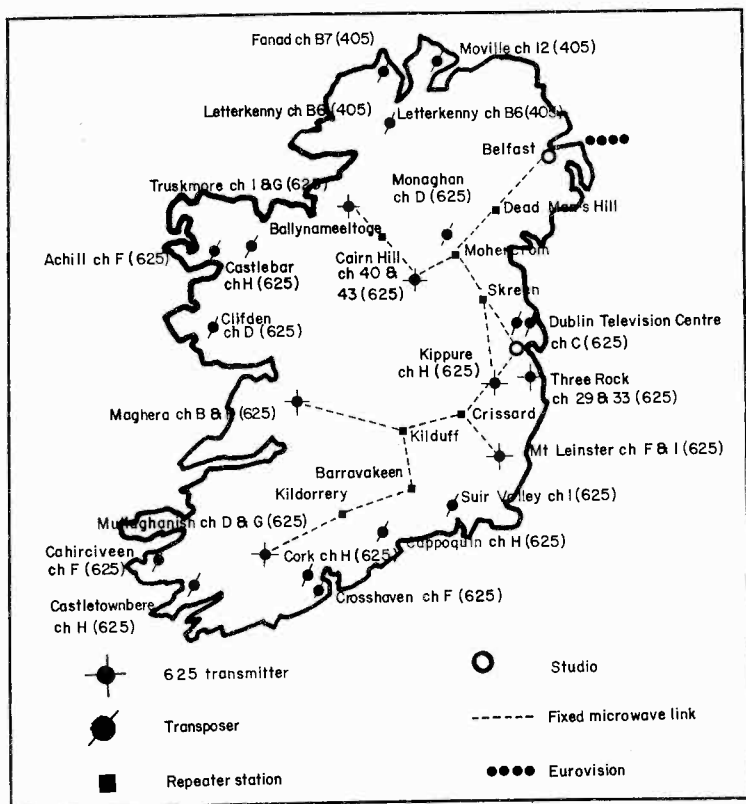 Fanad ch B7 (405)
Moville ch 12 (405)
Letterkenny ch B6 (405)
Letterkenny ch B6 (405)
Belfast
Truskmore ch I & G (625)
Monaghan
ch D (625)
Dead Man's Hill
Ballynameeltoge
Mohercrom
Achill ch F (625)
Castlebar
ch H (625)
Cairn Hill
ch 40 &
43 (625)
Skreen
Clifden
ch D (625)
Dublin Television Centre
ch C (625)
Kippure
ch H (625)
Three Rock
ch 29 & 33 (625)
Maghera ch B & (625)
Crissard
Kilduff
Mt Leinster ch F & I (625)
Barravakeen
Kildorrery
Suir Valley ch I (625)
Mullaghanish ch D & G (625)
Cahirciveen
ch F (625)
Cork ch H (625)
Cappoquin ch H (625)
Castletownbere
ch H (625)
Crosshaven ch F (625)
625 transmitter
Studio
Transposer
Fixed microwave link
Repeater station
Eurovision